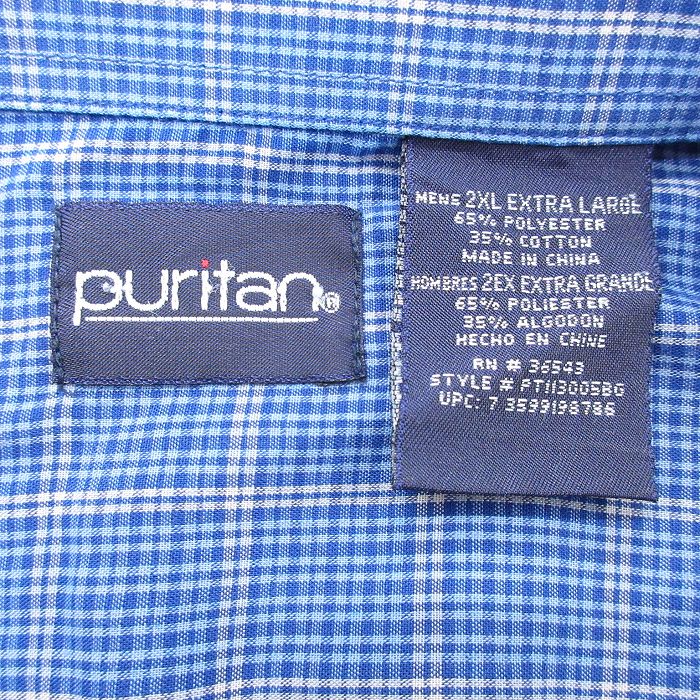 puritan®
MENS 2XL EXTRA LARGE
65% POLYESTER
35% COTTON
MADE IN CHINA
HOMBRES 2EX EXTRA GRANDE
65% POLIESTER
35% ALGODON
HECHO EN CHINE
RN # 36543
STYLE # PT113005BG
UPC: 7 3599198786